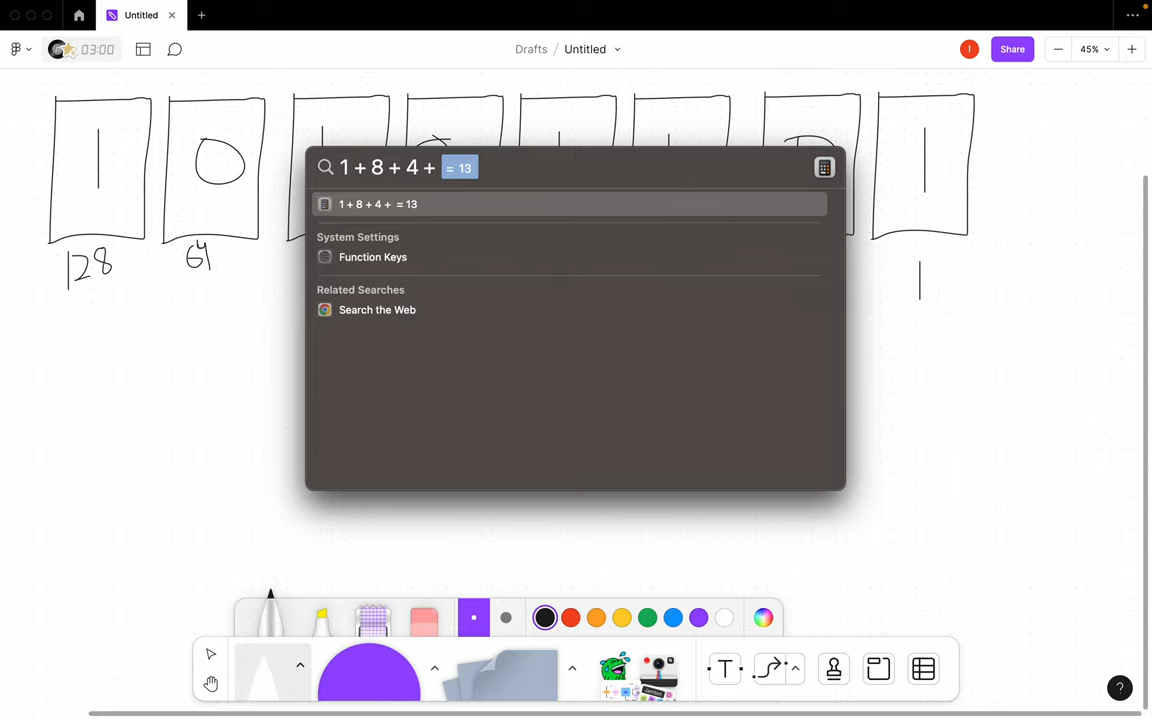 Untitled
03:00
Drafts / Untitled
I
Share
45%
1 0 1 1
1 + 8 + 4 + = 13
1 + 8 + 4 + = 13
System Settings
Function Keys
Related Searches
Search the Web
128 64 1
T
?